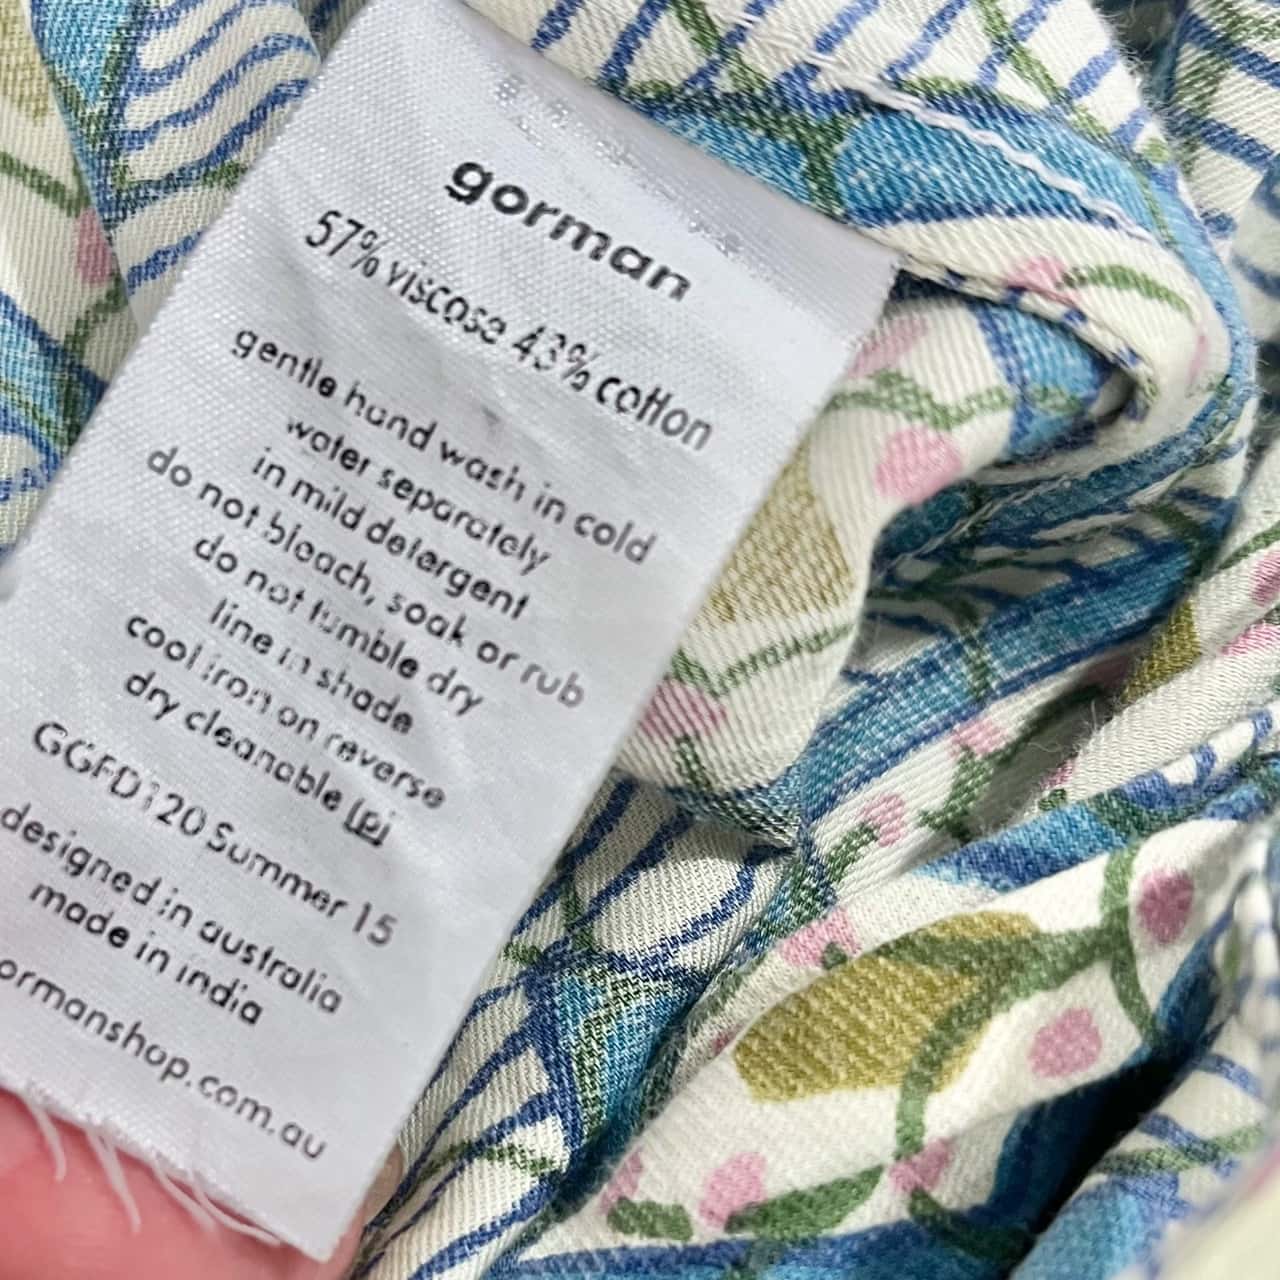 gorman
57% viscose 43% cotton
gentle hand wash in cold
water separately
in mild detergent
do not bleach, soak or rub
do not tumble dry
line in shade
cool iron on reverse
dry cleanable (P)
GGFD120 Summer 15
designed in australia
made in india
ormanshop.com.au